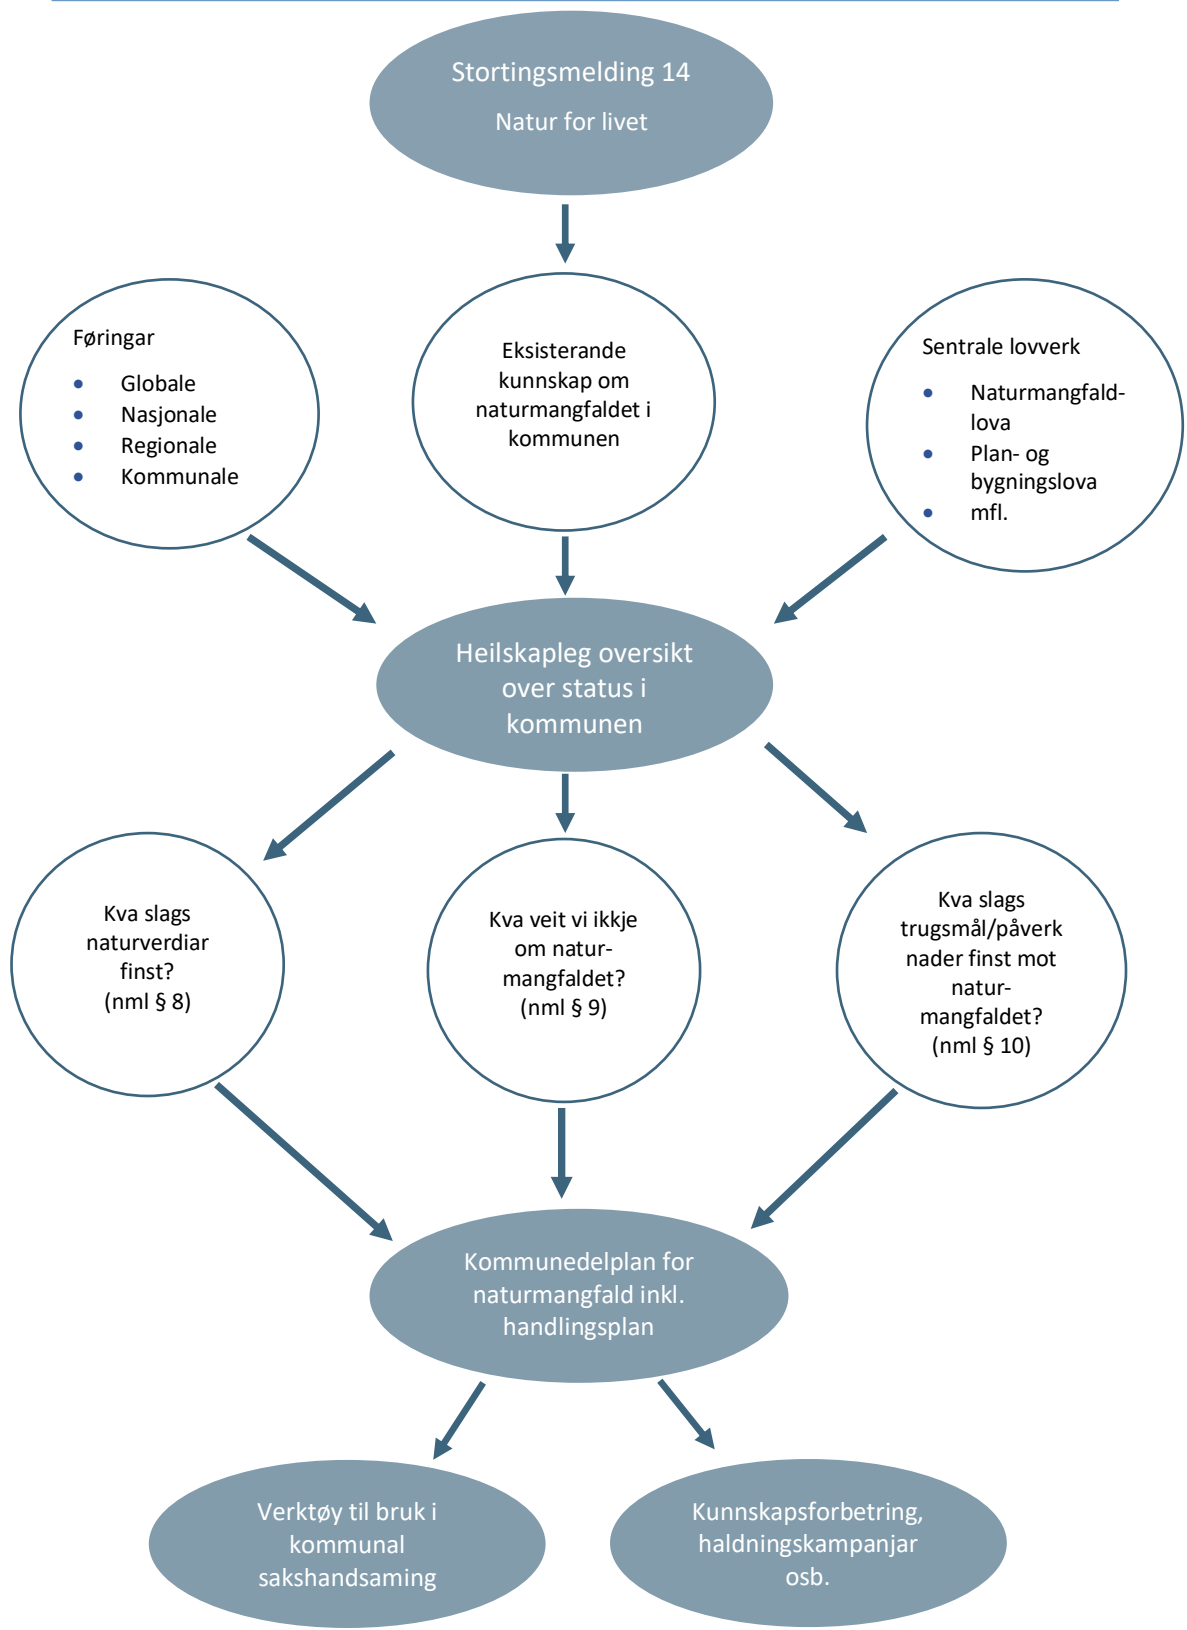 Stortingsmelding 14
Natur for livet
Føringar
• Globale
• Nasjonale
• Regionale
• Kommunale
Eksisterande
kunnskap om
naturmangfaldet i
kommunen
Sentrale lovverk
• Naturmangfald-
lova
• Plan- og
bygningslova
• mfl.
Heilskapleg oversikt
over status i
kommunen
Kva slags
naturverdiar
finst?
(nml § 8)
Kva veit vi ikkje
om natur-
mangfaldet?
(nml § 9)
Kva slags
trugsmål/påverk
nader finst mot
natur-
mangfaldet?
(nml § 10)
Kommunedelplan for
naturmangfald inkl.
handlingsplan
Verktøy til bruk i
kommunal
sakshandsaming
Kunnskapsforbetring,
haldningskampanjar
osb.